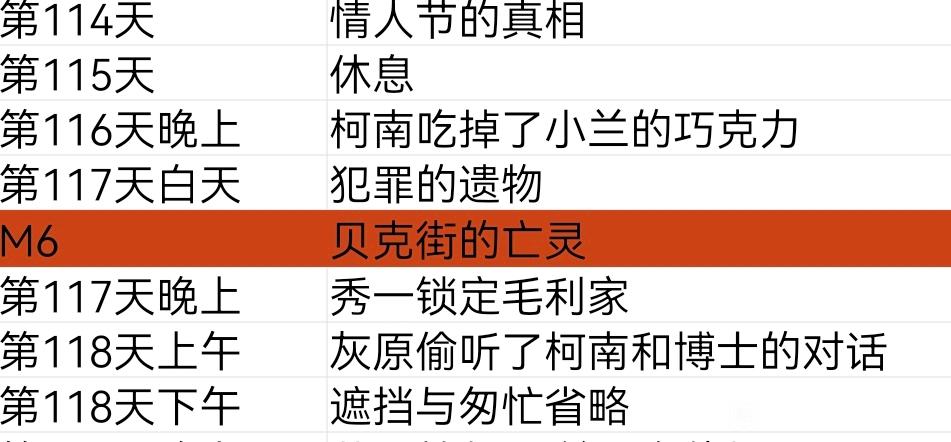 第114天 情人节的真相
第115天 休息
第116天晚上 柯南吃掉了小兰的巧克力
第117天白天 犯罪的遗物
M6 贝克街的亡灵
第117天晚上 秀一锁定毛利家
第118天上午 灰原偷听了柯南和博士的对话
第118天下午 遮挡与匆忙省略